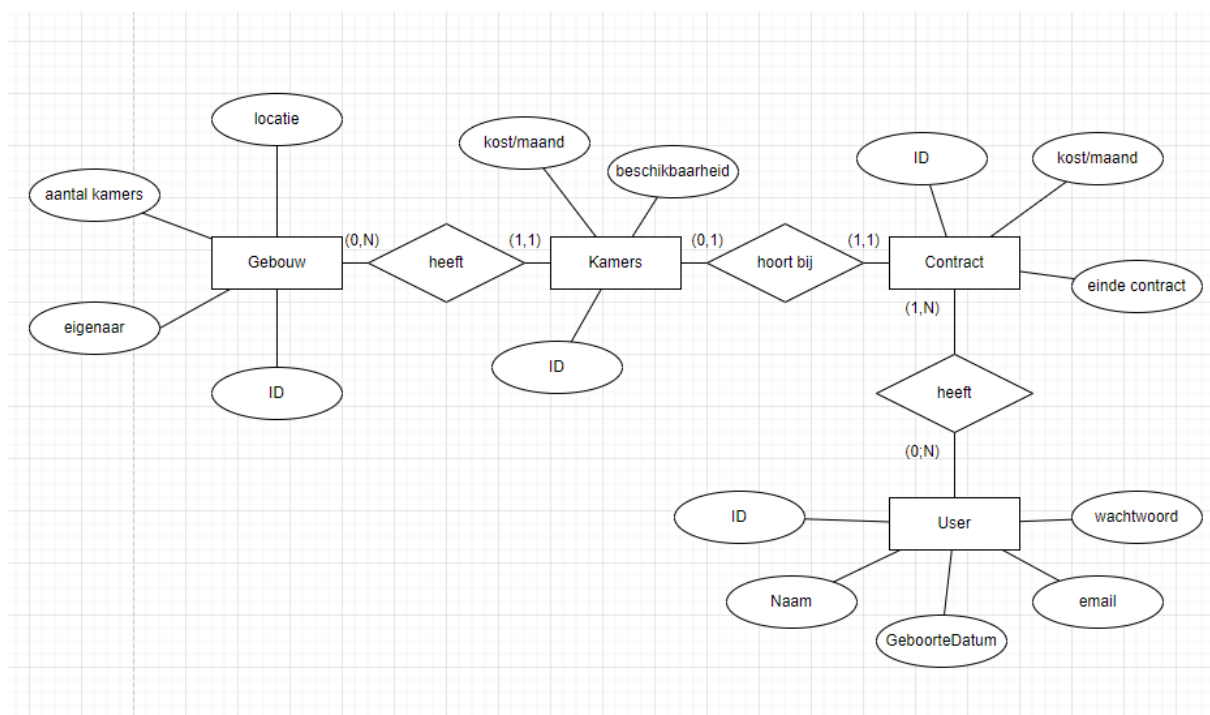 locatie
aantal kamers
eigenaar
ID
Gebouw
(0,N)
heeft
(1,1)
kost/maand
beschikbaarheid
Kamers
ID
(0,1)
hoort bij
(1,1)
ID
kost/maand
Contract
einde contract
(1,N)
heeft
(0;N)
ID
User
wachtwoord
Naam
GeboorteDatum
email